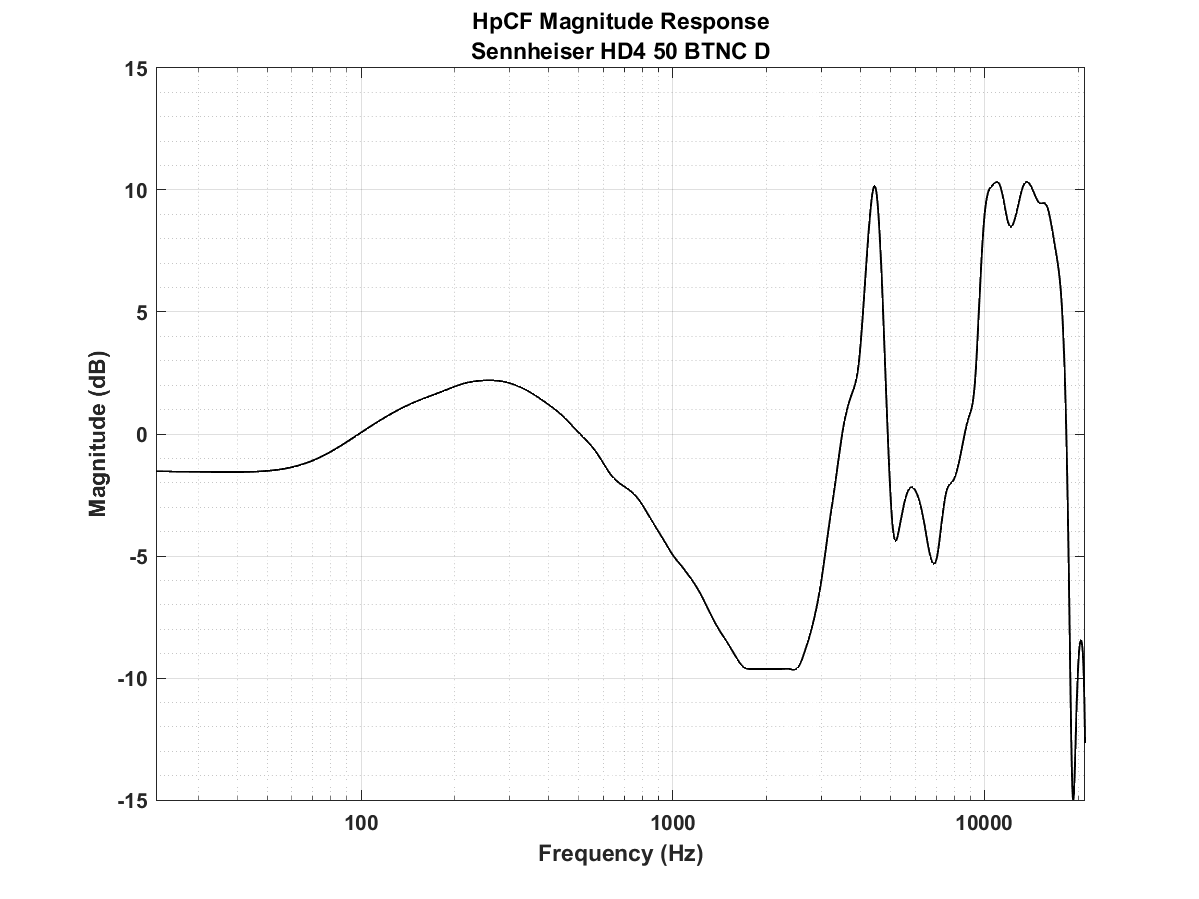 HpCF Magnitude Response
Sennheiser HD4 50 BTNC D
15
10
5
0
-5
-10
-15
Magnitude (dB)
100 1000 10000
Frequency (Hz)